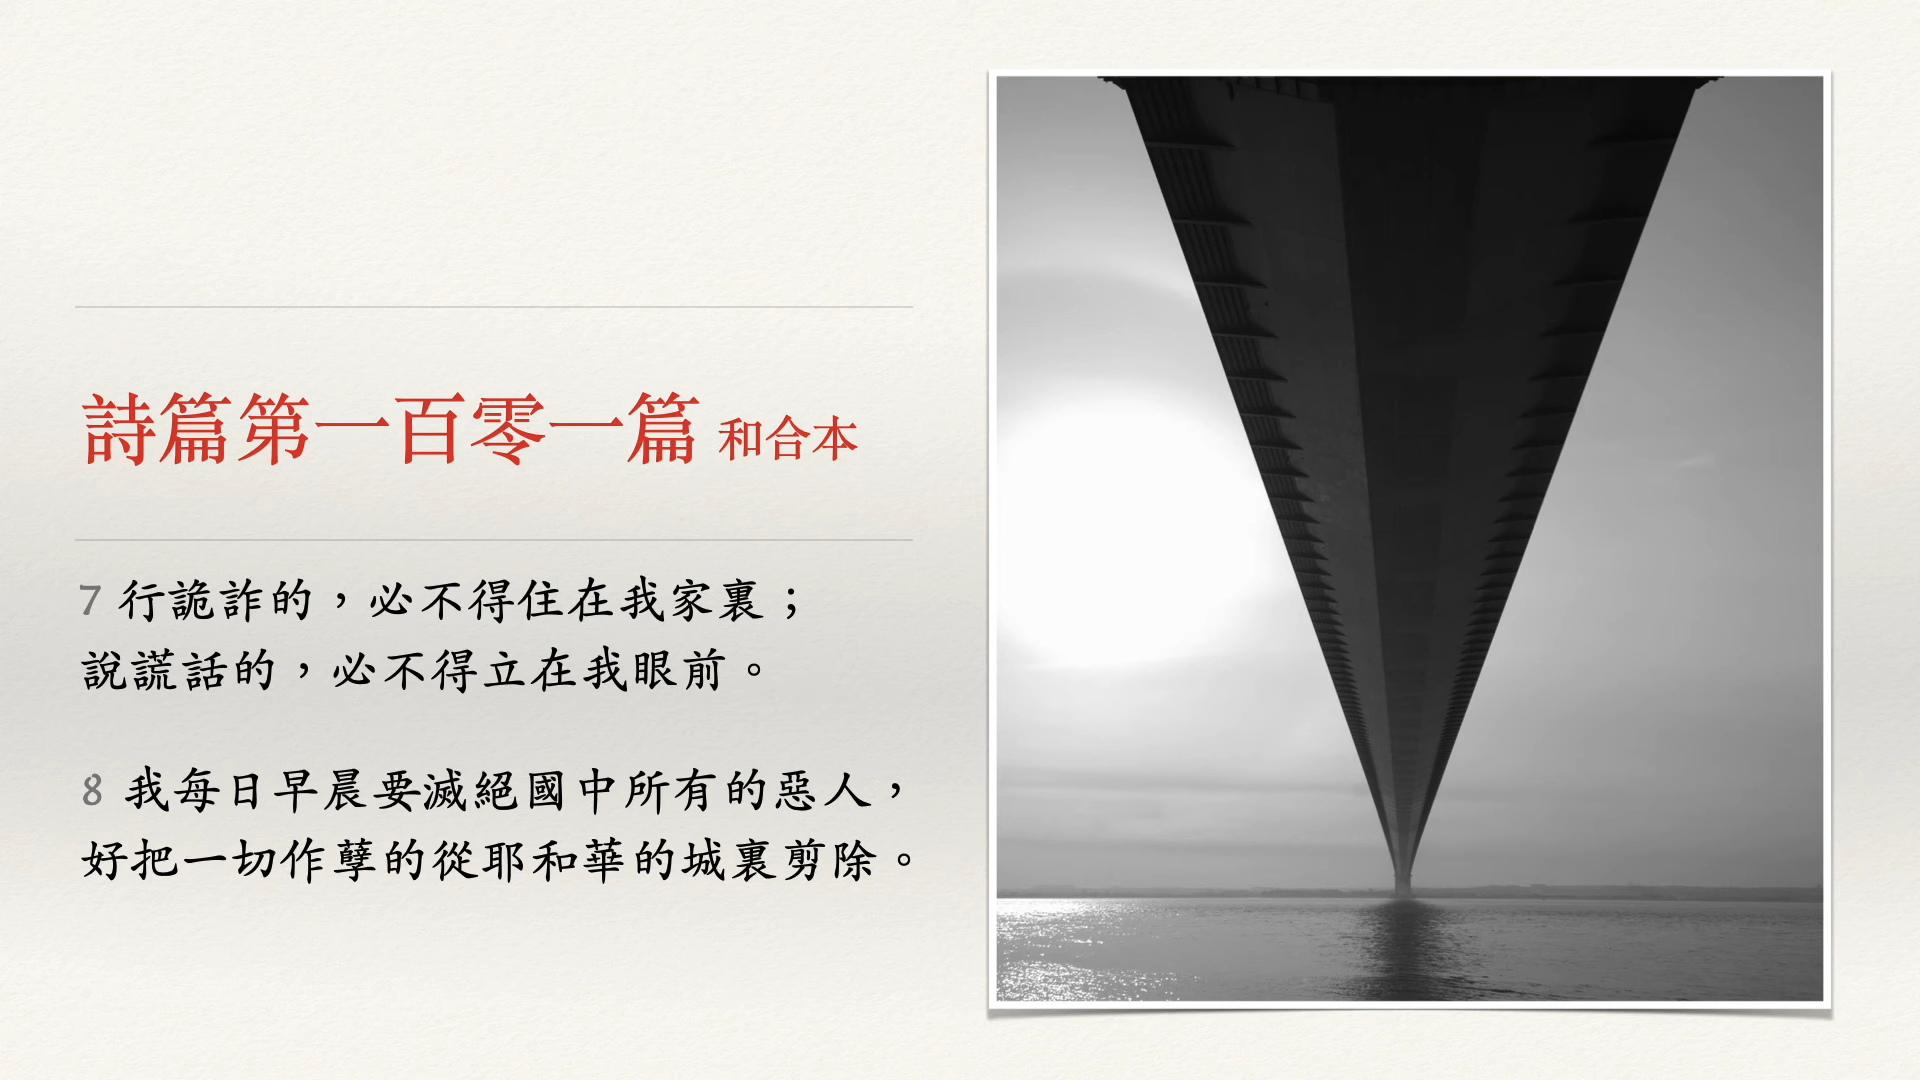 詩篇第一百零一篇 和合本
7 行詭詐的，必不得住在我家裏；
說謊話的，必不得立在我眼前。
8 我每日早晨要滅絕國中所有的惡人，
好把一切作孽的從耶和華的城裏剪除。